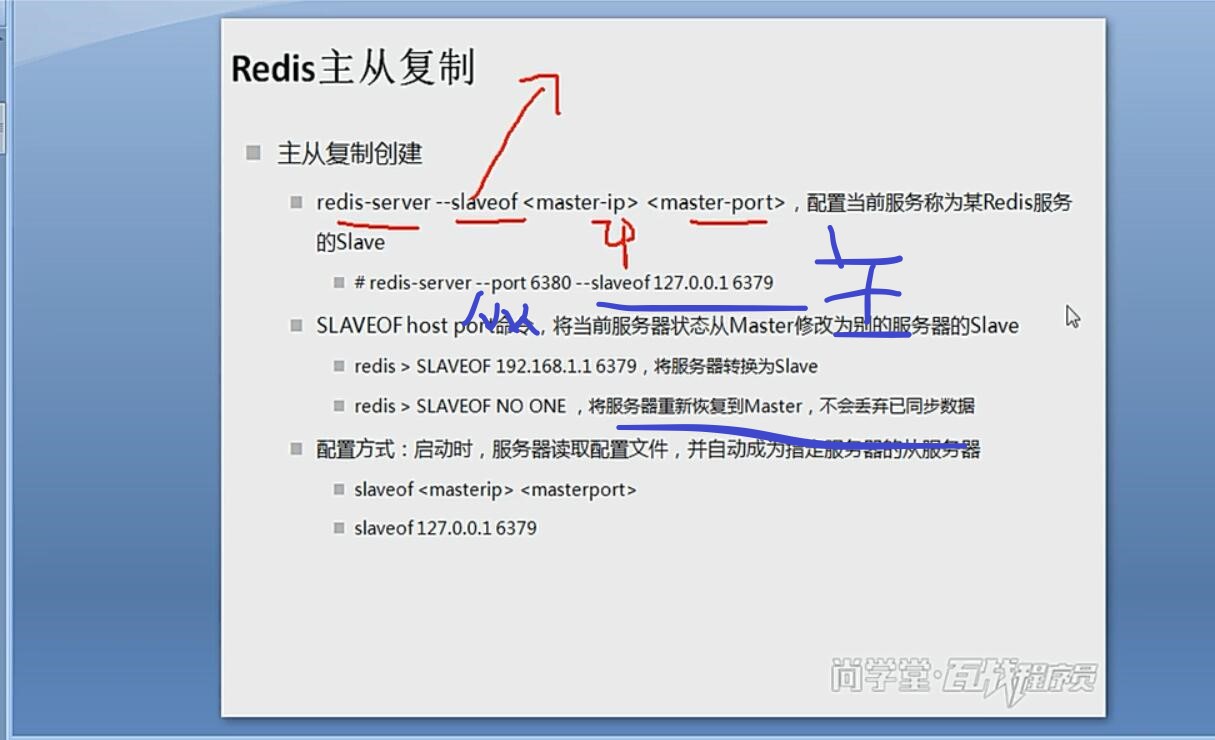 Redis主从复制
主从复制创建
redis-server --slaveof <master-ip> <master-port>，配置当前服务称为某Redis服务
的Slave
IP
主
# redis-server --port 6380 --slaveof 127.0.0.1 6379
从
SLAVEOF host port命令，将当前服务器状态从Master修改为别的服务器的Slave
redis > SLAVEOF 192.168.1.1 6379，将服务器转换为Slave
redis > SLAVEOF NO ONE ，将服务器重新恢复到Master，不会丢弃已同步数据
配置方式：启动时，服务器读取配置文件，并自动成为指定服务器的从服务器
slaveof <masterip> <masterport>
slaveof 127.0.0.1 6379
尚学堂·百战程序员